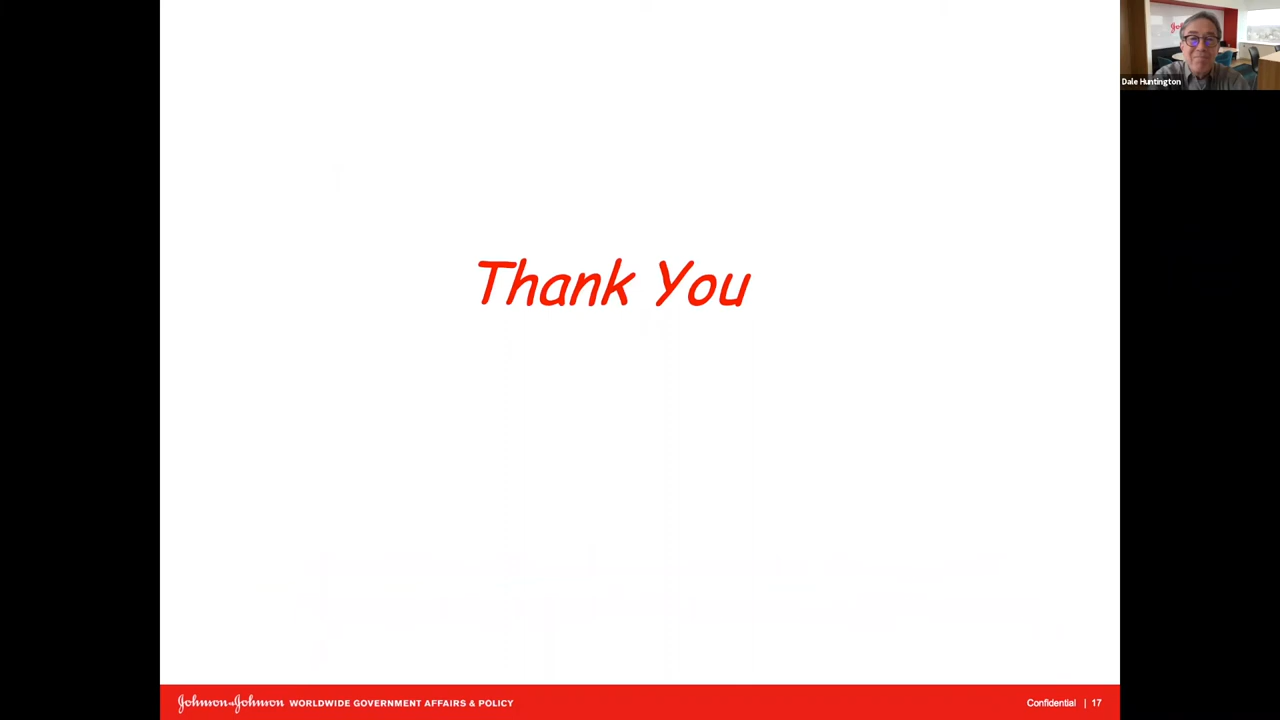 Dale Huntington
Thank You
Johnson & Johnson WORLDWIDE GOVERNMENT AFFAIRS & POLICY
Confidential | 17